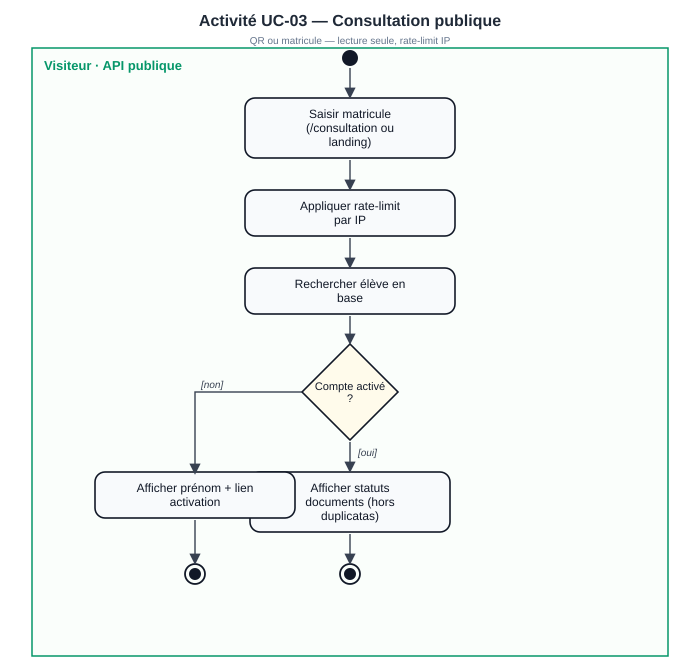 Activité UC-03 — Consultation publique
QR ou matricule — lecture seule, rate-limit IP
Visiteur · API publique
Saisir matricule
(/consultation ou
landing)
Appliquer rate-limit
par IP
Rechercher élève en
base
Compte activé
?
[non]
[oui]
Afficher prénom + lien
activation
Afficher statuts
documents (hors
duplicatas)